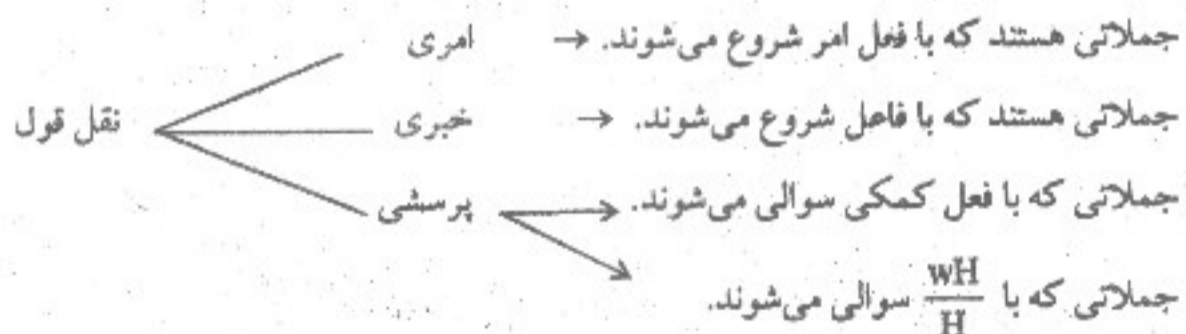 جملاتی هستند که با فعل امر شروع می‌شوند. → امری
جملاتی هستند که با فاعل شروع می‌شوند. → خبری
نقل قول
جملاتی که با فعل کمکی سوالی می‌شوند. پرسشی
جملاتی که با wH/H سوالی می‌شوند.